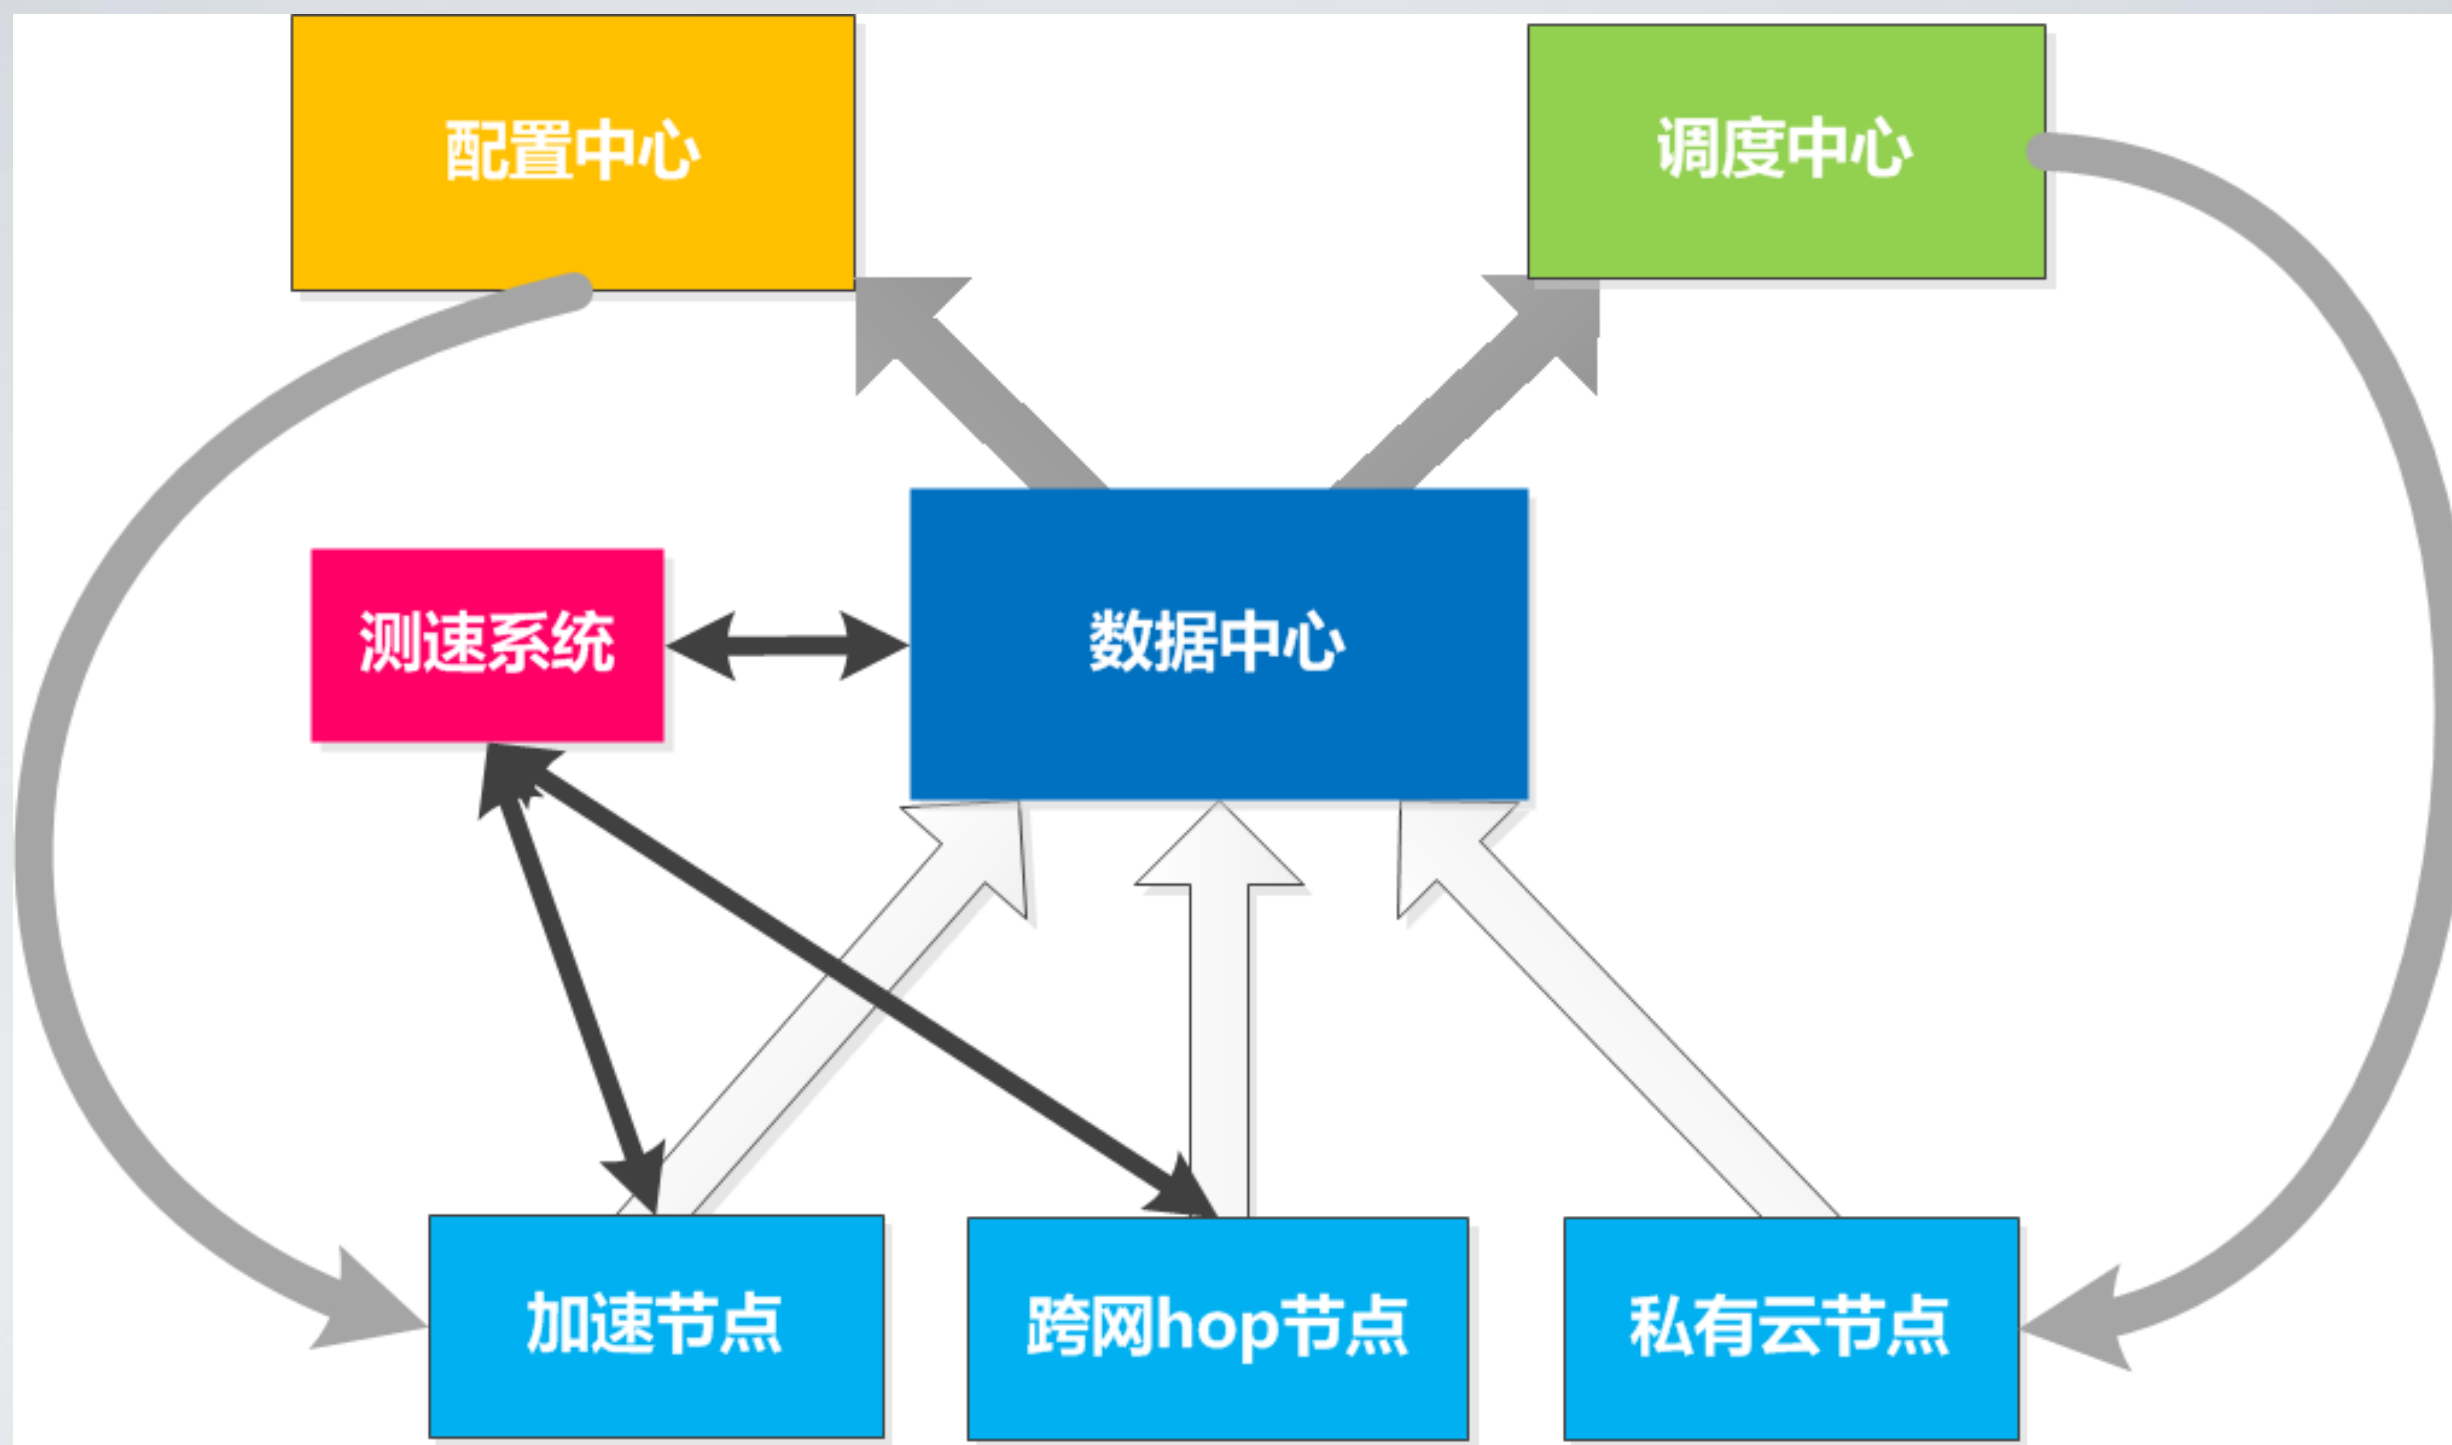 配置中心
调度中心
测速系统
数据中心
加速节点
跨网hop节点
私有云节点